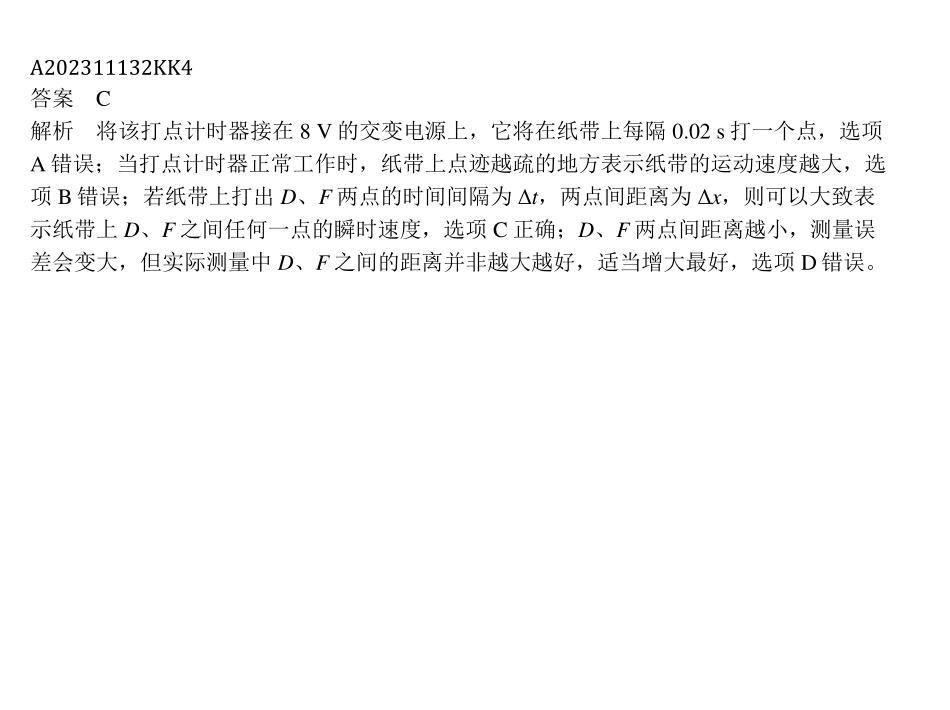 A202311132KK4
答案 C
解析 将该打点计时器接在 8 V 的交变电源上，它将在纸带上每隔 0.02 s 打一个点，选项
A 错误；当打点计时器正常工作时，纸带上点迹越疏的地方表示纸带的运动速度越大，选
项 B 错误；若纸带上打出 D、F 两点的时间间隔为 Δt，两点间距离为 Δx，则可以大致表
示纸带上 D、F 之间任何一点的瞬时速度，选项 C 正确；D、F 两点间距离越小，测量误
差会变大，但实际测量中 D、F 之间的距离并非越大越好，适当增大最好，选项 D 错误。